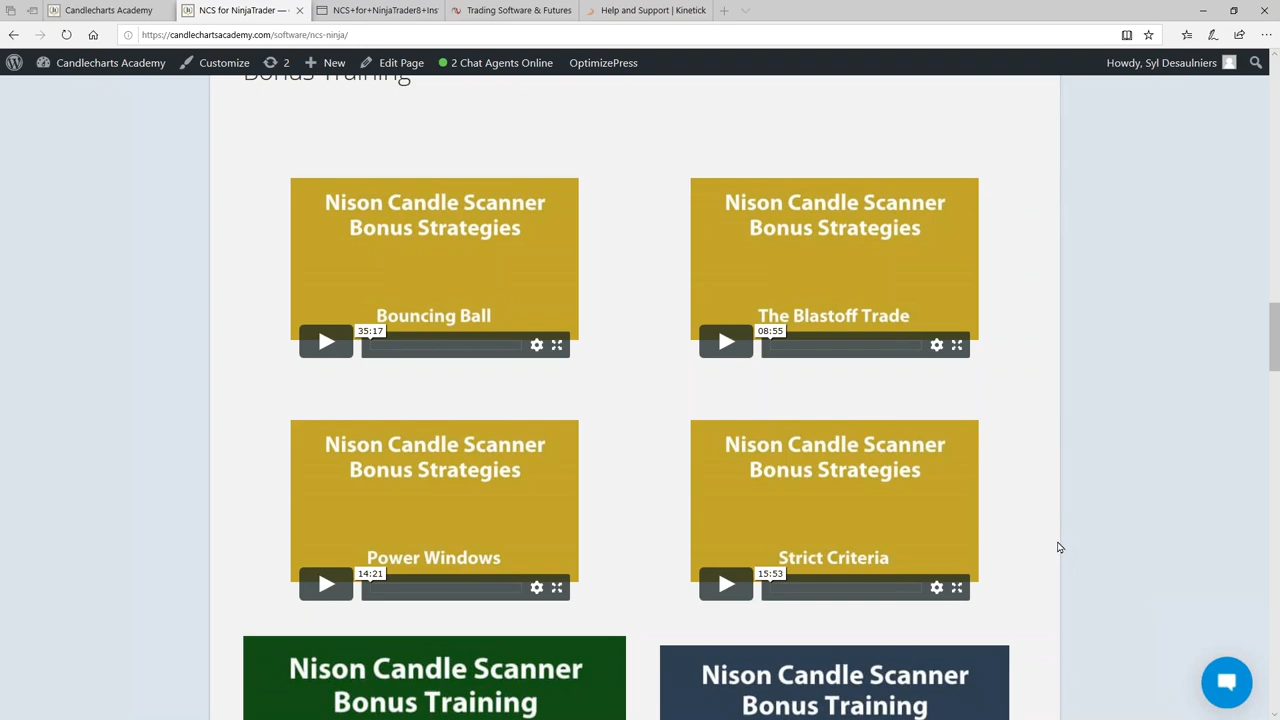 Candlecharts Academy
NCS for NinjaTrader —
NCS+for+NinjaTrader8+Ins
Trading Software & Futures
Help and Support | Kinetick
https://candlechartsacademy.com/software/ncs-ninja/
Candlecharts Academy
Customize
2
New
Edit Page
2 Chat Agents Online
OptimizePress
Howdy, Syl Desaulniers
Bonus Training
Nison Candle Scanner
Bonus Strategies
Bouncing Ball
35:17
Nison Candle Scanner
Bonus Strategies
The Blastoff Trade
08:55
Nison Candle Scanner
Bonus Strategies
Power Windows
14:21
Nison Candle Scanner
Bonus Strategies
Strict Criteria
15:53
Nison Candle Scanner
Bonus Training
Nison Candle Scanner
Bonus Training